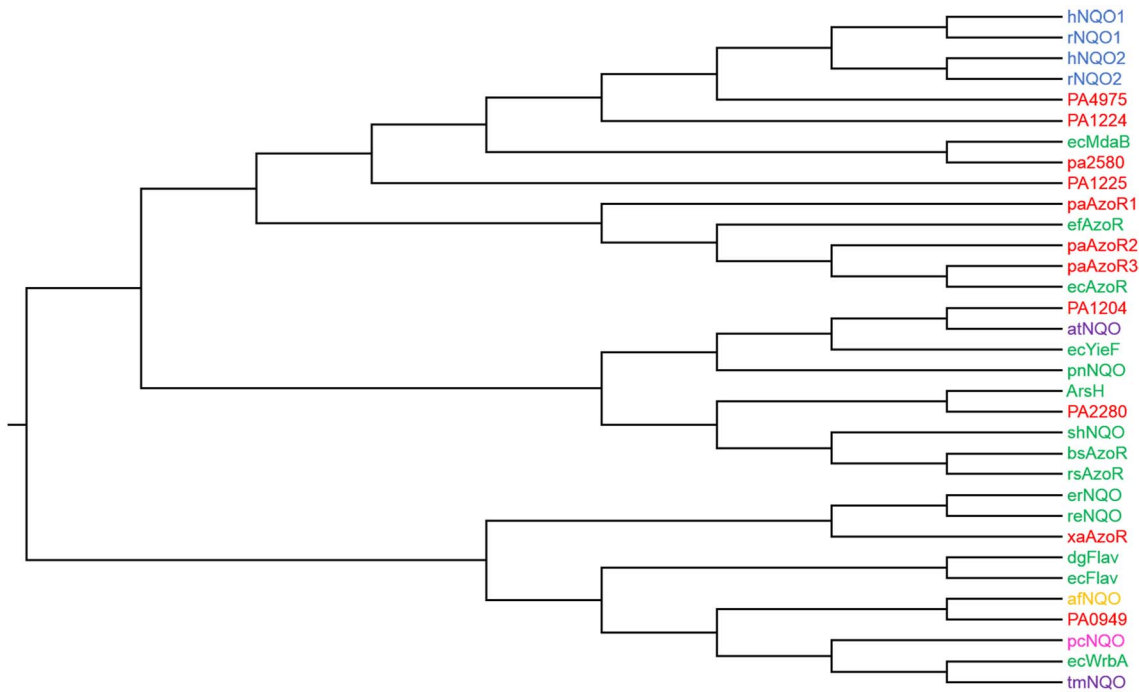 hNQO1
rNQO1
hNQO2
rNQO2
PA4975
PA1224
ecMdaB
pa2580
PA1225
paAzoR1
efAzoR
paAzoR2
paAzoR3
ecAzoR
PA1204
atNQO
ecYieF
pnNQO
ArsH
PA2280
shNQO
bsAzoR
rsAzoR
erNQO
reNQO
xaAzoR
dgFlav
ecFlav
afNQO
PA0949
pcNQO
ecWrbA
tmNQO